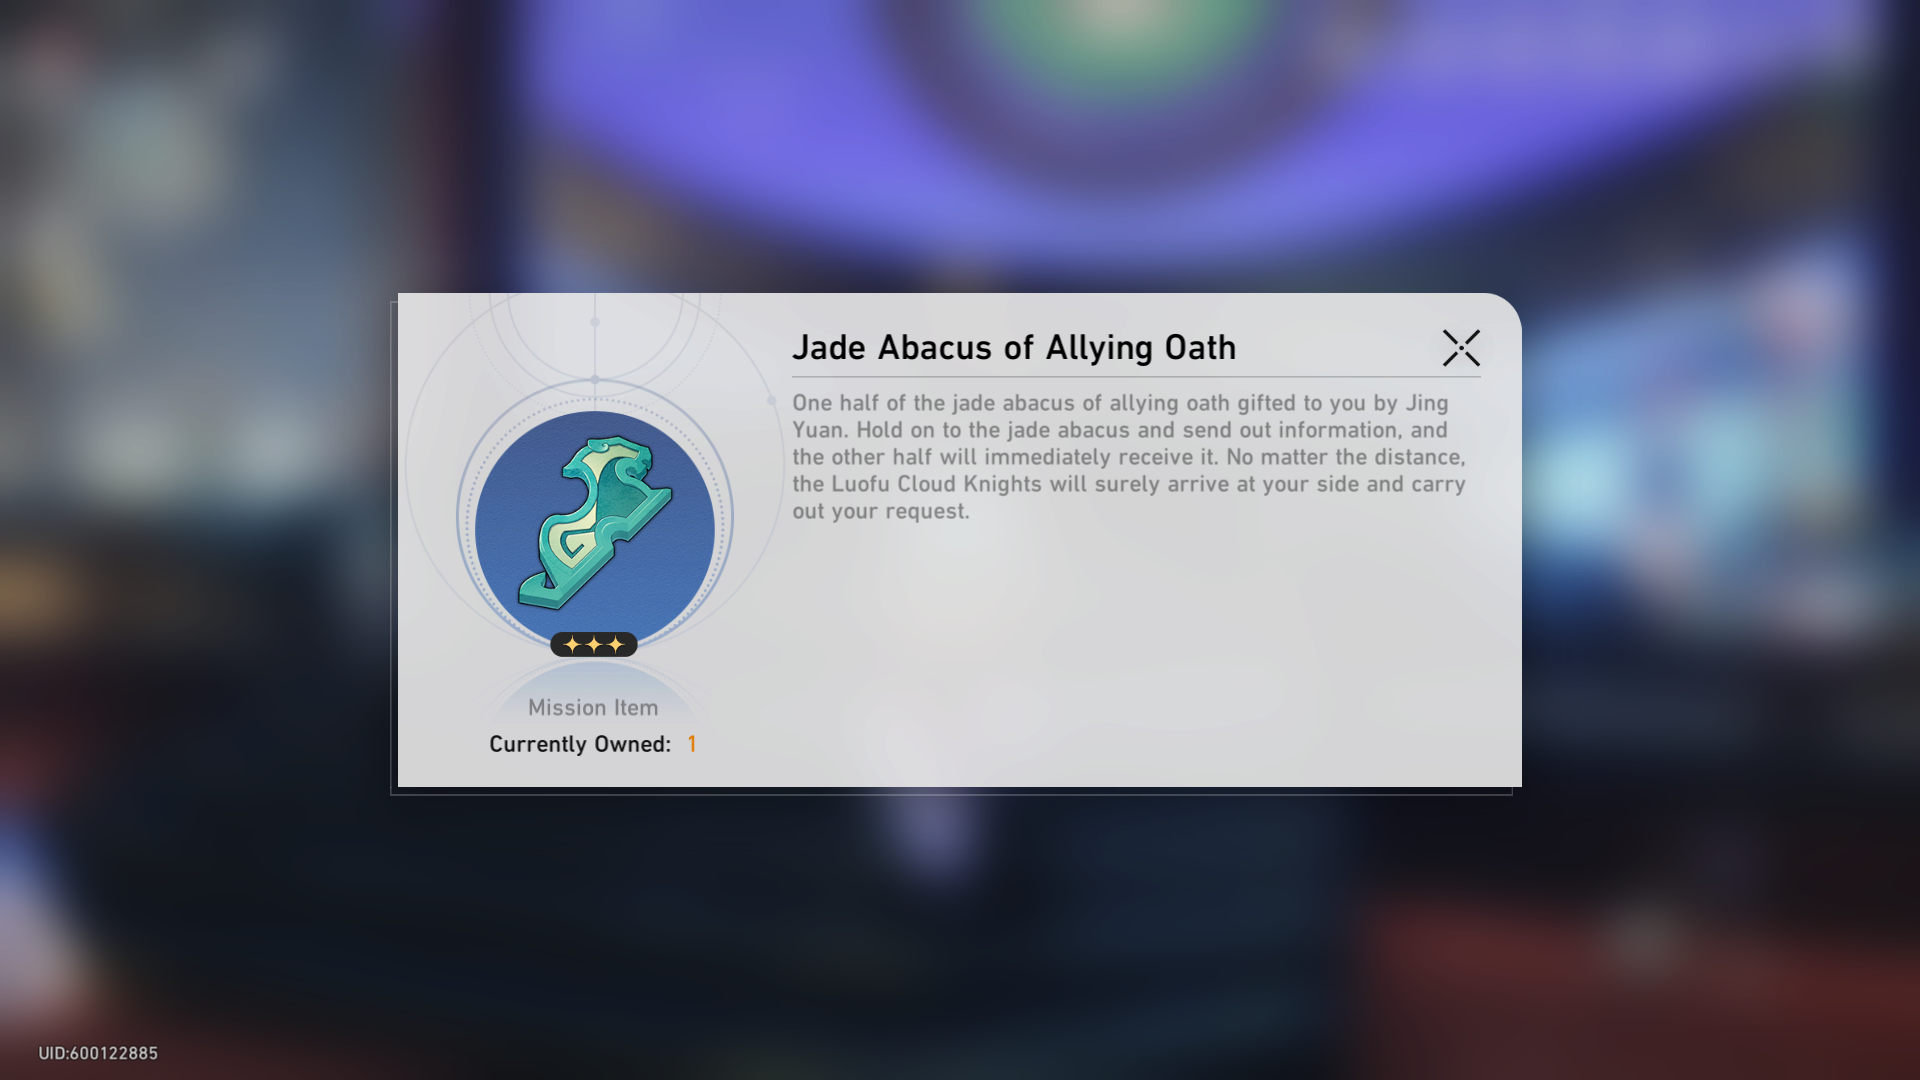 Jade Abacus of Allying Oath
One half of the jade abacus of allying oath gifted to you by Jing
Yuan. Hold on to the jade abacus and send out information, and
the other half will immediately receive it. No matter the distance,
the Luofu Cloud Knights will surely arrive at your side and carry
out your request.
Mission Item
Currently Owned: 1
UID:600122885